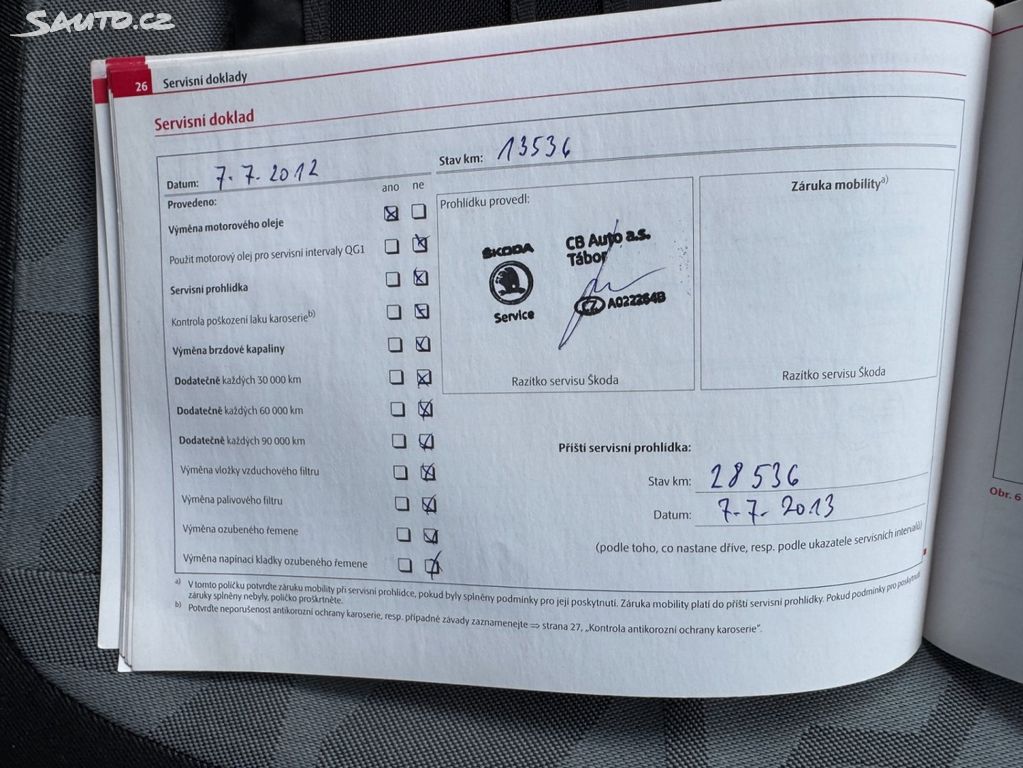 Sauto.cz
26 Servisní doklady
Servisní doklad
Datum: 7.7.2012
Stav km: 13536
Provedeno: ano ne
Výměna motorového oleje
Použit motorový olej pro servisní intervaly QG1
Servisní prohlídka
Kontrola poškození laku karoserie b)
Výměna brzdové kapaliny
Dodatečně každých 30 000 km
Dodatečně každých 60 000 km
Dodatečně každých 90 000 km
Výměna vložky vzduchového filtru
Výměna palivového filtru
Výměna ozubeného řemene
Výměna napínací kladky ozubeného řemene
Prohlídku provedl:
ŠKODA
Service
CB Auto a.s.
Tábor
CZ A022264B
Razítko servisu Škoda
Záruka mobility a)
Razítko servisu Škoda
Příští servisní prohlídka:
Stav km: 28 536
Datum: 7.7.2013
(podle toho, co nastane dříve, resp. podle ukazatele servisních intervalů)
a) V tomto políčku potvrďte záruku mobility při servisní prohlídce, pokud byly splněny podmínky pro její poskytnutí. Záruka mobility platí do příští servisní prohlídky. Pokud podmínky pro poskytnutí
záruky splněny nebyly, políčko proškrtněte.
b) Potvrďte neporušenost antikorozní ochrany karoserie, resp. případné závady zaznamenejte ⇒ strana 27, „Kontrola antikorozní ochrany karoserie".
Obr. 6